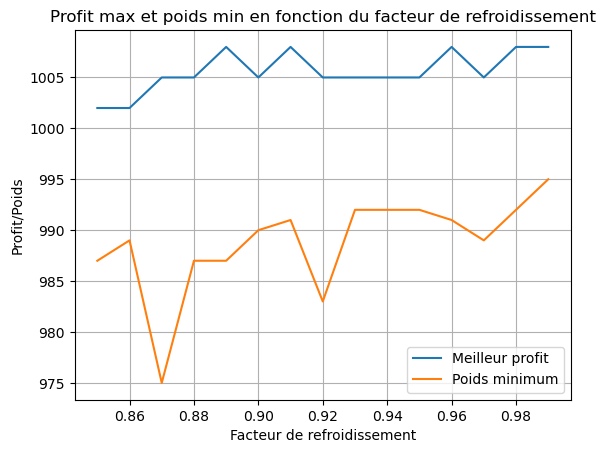 Profit max et poids min en fonction du facteur de refroidissement
Profit/Poids
1005
1000
995
990
985
980
975
Meilleur profit
Poids minimum
0.86 0.88 0.90 0.92 0.94 0.96 0.98
Facteur de refroidissement